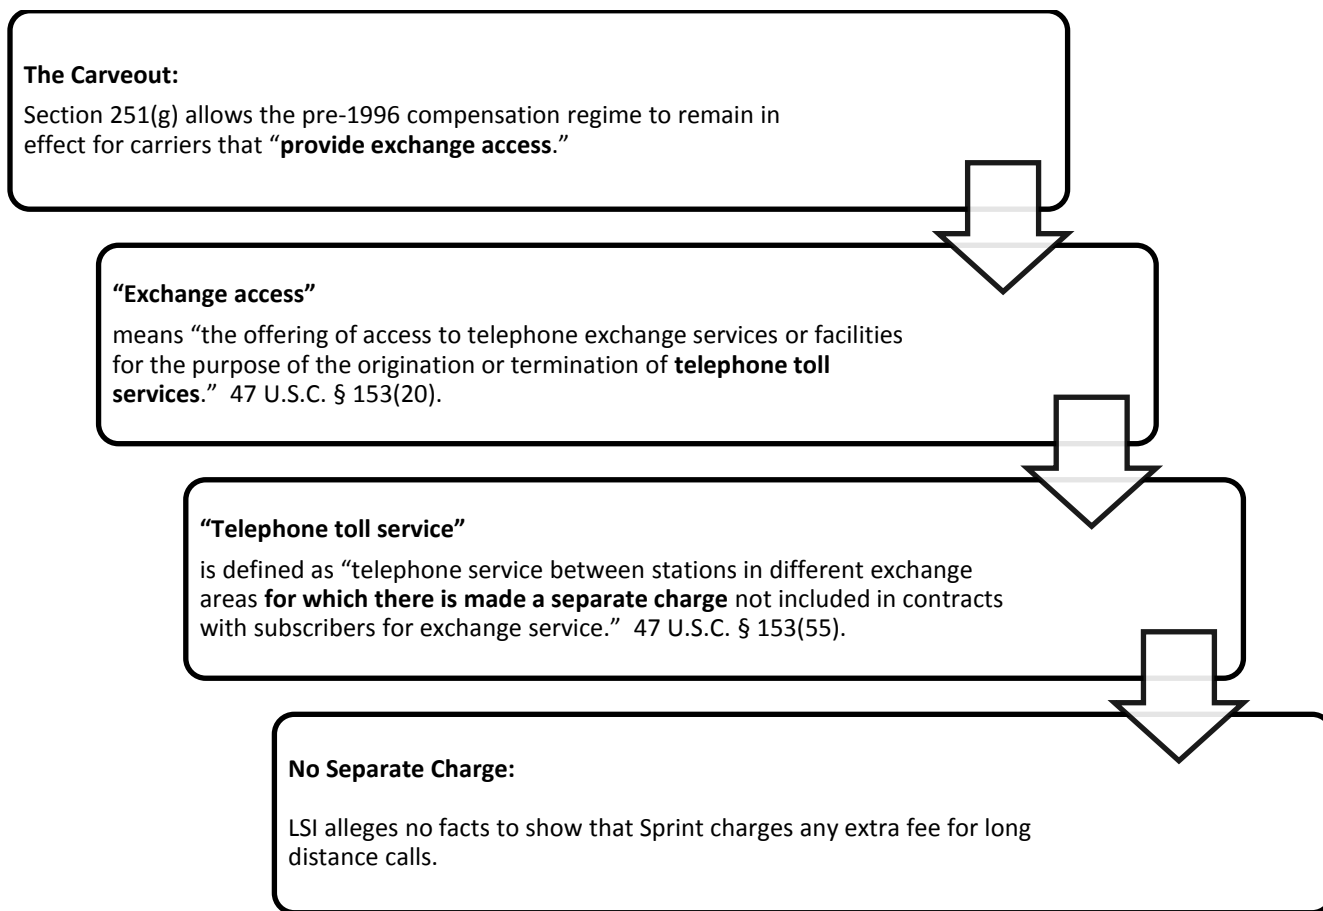 The Carveout:
Section 251(g) allows the pre-1996 compensation regime to remain in
effect for carriers that “provide exchange access.”
“Exchange access”
means “the offering of access to telephone exchange services or facilities
for the purpose of the origination or termination of telephone toll
services.”  47 U.S.C. § 153(20).
“Telephone toll service”
is defined as “telephone service between stations in different exchange
areas for which there is made a separate charge not included in contracts
with subscribers for exchange service.”  47 U.S.C. § 153(55).
No Separate Charge:
LSI alleges no facts to show that Sprint charges any extra fee for long
distance calls.